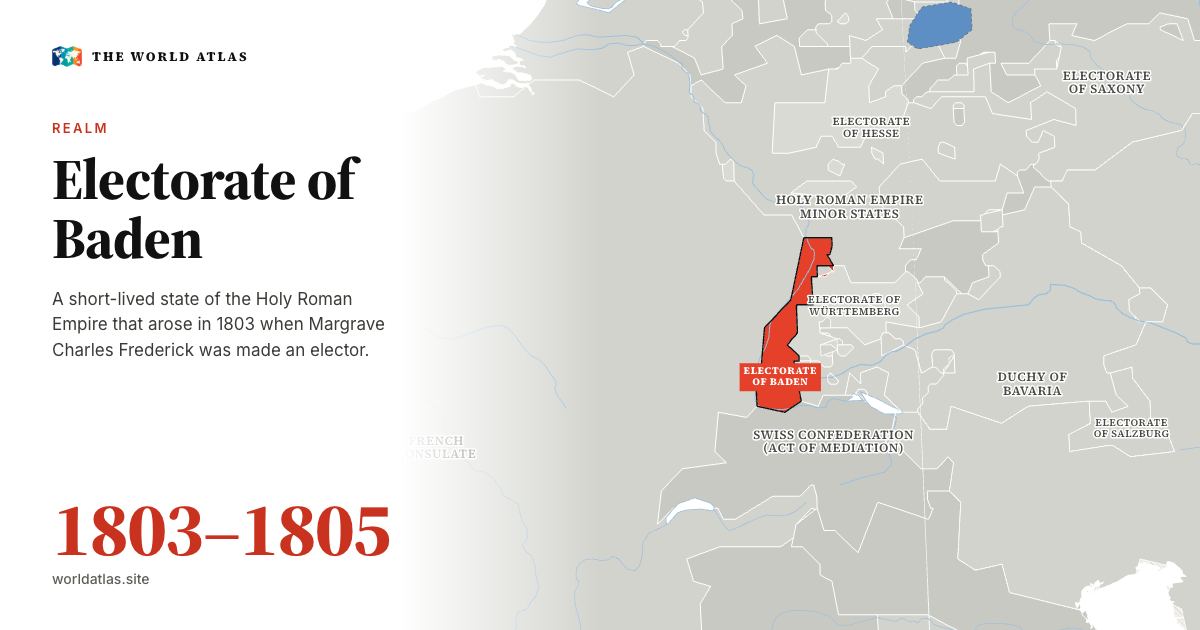 THE WORLD ATLAS
REALM
Electorate of
Baden
A short-lived state of the Holy Roman
Empire that arose in 1803 when Margrave
Charles Frederick was made an elector.
1803–1805
worldatlas.site
ELECTORATE
OF SAXONY
ELECTORATE
OF HESSE
HOLY ROMAN EMPIRE
MINOR STATES
ELECTORATE OF
WÜRTTEMBERG
ELECTORATE
OF BADEN
DUCHY OF
BAVARIA
ELECTORATE
OF SALZBURG
SWISS CONFEDERATION
(ACT OF MEDIATION)
FRENCH
ONSULATE